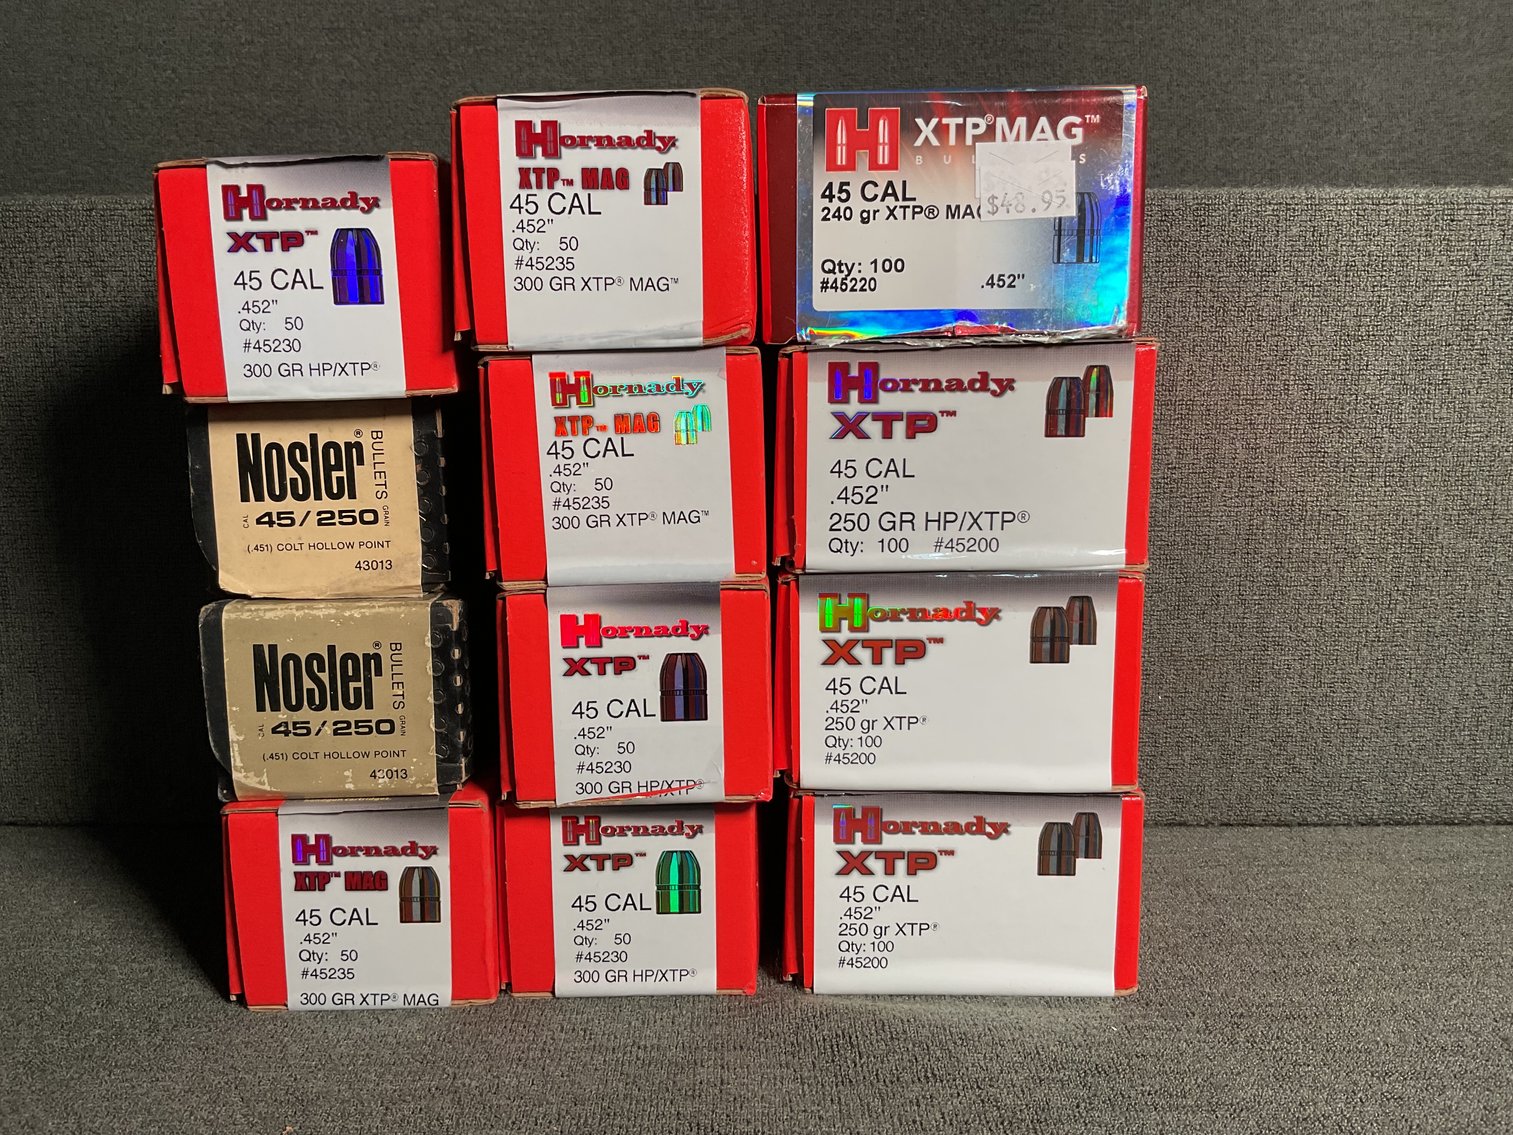 Hornady
XTP™
45 CAL
.452"
Qty: 50
#45230
300 GR HP/XTP®
Nosler®
BULLETS
CAL 45/250 GRAIN
(.451) COLT HOLLOW POINT
43013
Nosler®
BULLETS
CAL 45/250 GRAIN
(.451) COLT HOLLOW POINT
43013
Hornady
XTP™ MAG
45 CAL
.452"
Qty: 50
#45235
300 GR XTP® MAG
Hornady
XTP™ MAG
45 CAL
.452"
Qty: 50
#45235
300 GR XTP® MAG™
Hornady
XTP™ MAG
45 CAL
.452"
Qty: 50
#45235
300 GR XTP® MAG™
Hornady
XTP™
45 CAL
.452"
Qty: 50
#45230
300 GR HP/XTP®
Hornady
XTP™
45 CAL
.452"
Qty: 50
#45230
300 GR HP/XTP®
H XTP® MAG™
$48.95
45 CAL
240 gr XTP®
Qty: 100
#45220 .452"
Hornady
XTP™
45 CAL
.452"
250 GR HP/XTP®
Qty: 100 #45200
Hornady
XTP™
45 CAL
.452"
250 gr XTP®
Qty: 100
#45200
Hornady
XTP™
45 CAL
.452"
250 gr XTP®
Qty: 100
#45200